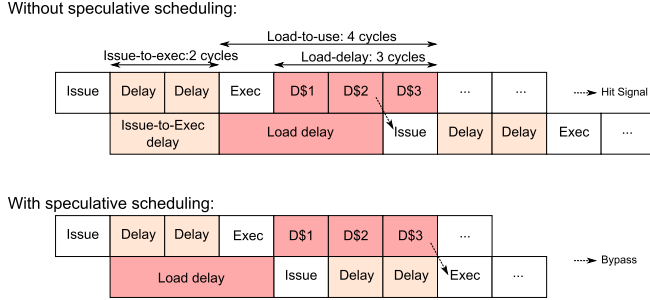 Without speculative scheduling:
Load-to-use: 4 cycles
Issue-to-exec:2 cycles
Load-delay: 3 cycles
Issue Delay Delay Exec D$1 D$2 D$3 ... ...
Hit Signal
Issue-to-Exec
delay
Load delay Issue Delay Delay Exec ...
With speculative scheduling:
Issue Delay Delay Exec D$1 D$2 D$3 ...
Bypass
Load delay Issue Delay Delay Exec ...